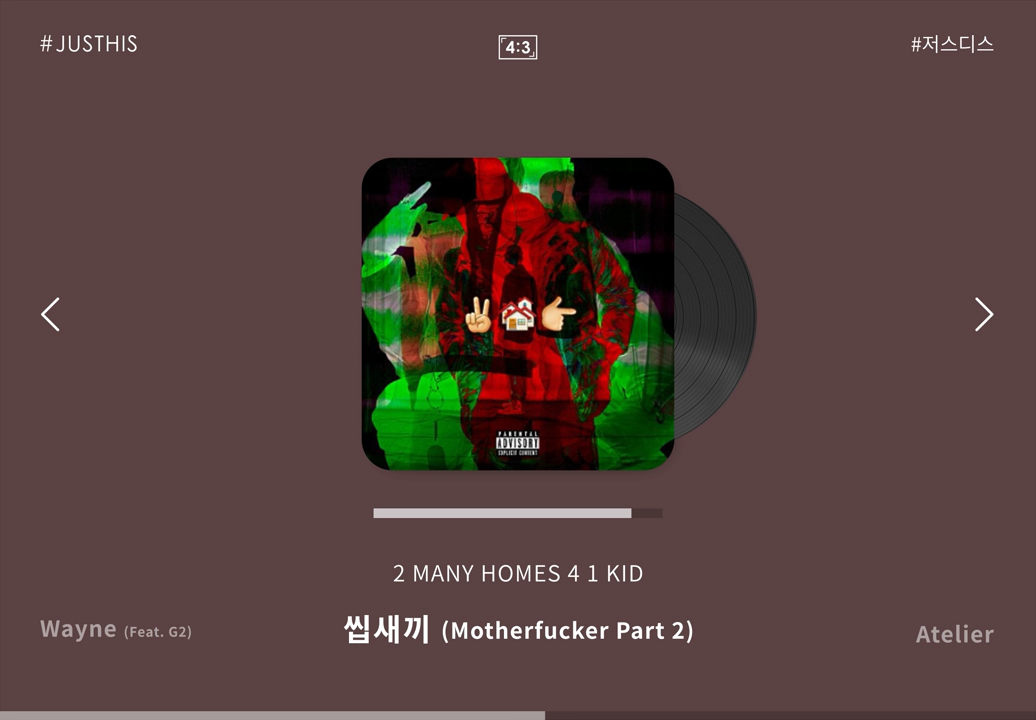 #JUSTHIS
4:3
#저스디스
PARENTAL
ADVISORY
EXPLICIT CONTENT
2 MANY HOMES 4 1 KID
Wayne (Feat. G2)
씹새끼 (Motherfucker Part 2)
Atelier